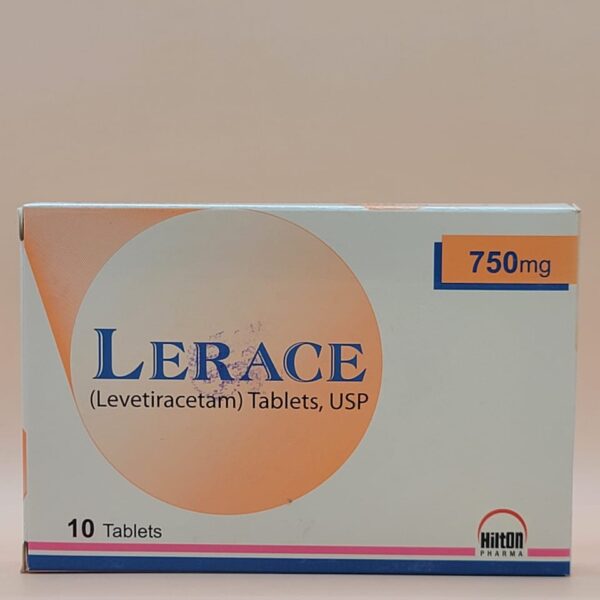 750mg
LERACE
(Levetiracetam) Tablets, USP
10 Tablets
HiltON
PHARMA